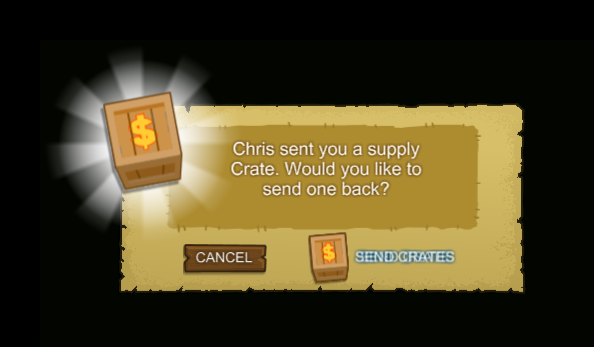 Chris sent you a supply
Crate. Would you like to
send one back?
CANCEL
SEND CRATES
$
$